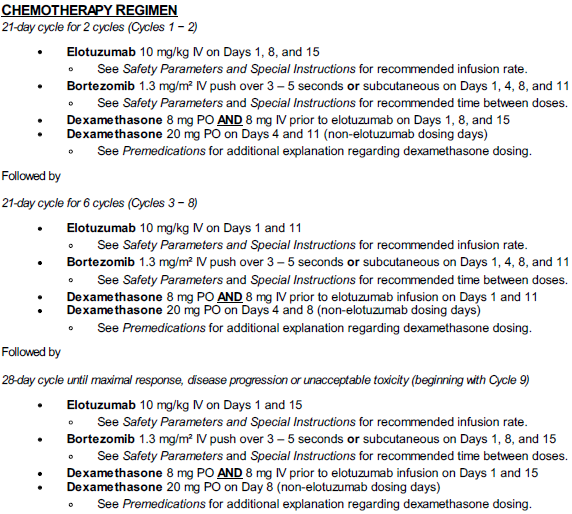 CHEMOTHERAPY REGIMEN
21-day cycle for 2 cycles (Cycles 1 − 2)
• Elotuzumab 10 mg/kg IV on Days 1, 8, and 15
∘ See Safety Parameters and Special Instructions for recommended infusion rate.
• Bortezomib 1.3 mg/m² IV push over 3 – 5 seconds or subcutaneous on Days 1, 4, 8, and 11
∘ See Safety Parameters and Special Instructions for recommended time between doses.
• Dexamethasone 8 mg PO AND 8 mg IV prior to elotuzumab on Days 1, 8, and 15
• Dexamethasone 20 mg PO on Days 4 and 11 (non-elotuzumab dosing days)
∘ See Premedications for additional explanation regarding dexamethasone dosing.
Followed by
21-day cycle for 6 cycles (Cycles 3 − 8)
• Elotuzumab 10 mg/kg IV on Days 1 and 11
∘ See Safety Parameters and Special Instructions for recommended infusion rate.
• Bortezomib 1.3 mg/m² IV push over 3 – 5 seconds or subcutaneous on Days 1, 4, 8, and 11
∘ See Safety Parameters and Special Instructions for recommended time between doses.
• Dexamethasone 8 mg PO AND 8 mg IV prior to elotuzumab infusion on Days 1 and 11
• Dexamethasone 20 mg PO on Days 4 and 8 (non-elotuzumab dosing days)
∘ See Premedications for additional explanation regarding dexamethasone dosing.
Followed by
28-day cycle until maximal response, disease progression or unacceptable toxicity (beginning with Cycle 9)
• Elotuzumab 10 mg/kg IV on Days 1 and 15
∘ See Safety Parameters and Special Instructions for recommended infusion rate.
• Bortezomib 1.3 mg/m² IV push over 3 – 5 seconds or subcutaneous on Days 1, 8, and 15
∘ See Safety Parameters and Special Instructions for recommended time between doses.
• Dexamethasone 8 mg PO AND 8 mg IV prior to elotuzumab infusion on Days 1 and 15
• Dexamethasone 20 mg PO on Day 8 (non-elotuzumab dosing days)
∘ See Premedications for additional explanation regarding dexamethasone dosing.